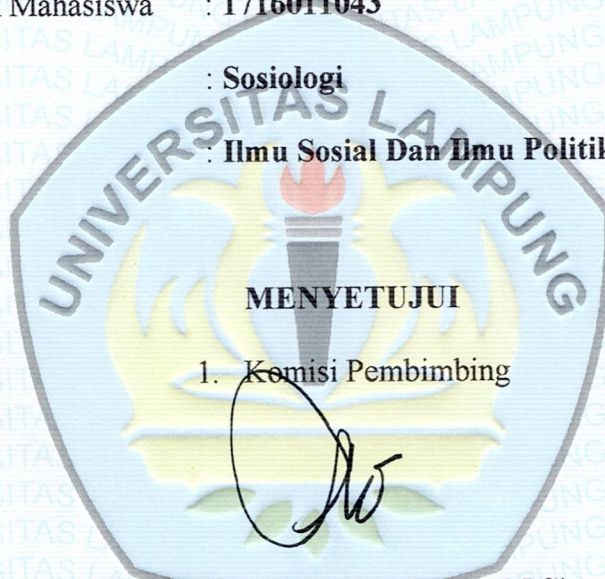 Mahasiswa : 1716011043
: Sosiologi
: Ilmu Sosial Dan Ilmu Politik
UNIVERSITAS LAMPUNG
MENYETUJUI
1. Komisi Pembimbing